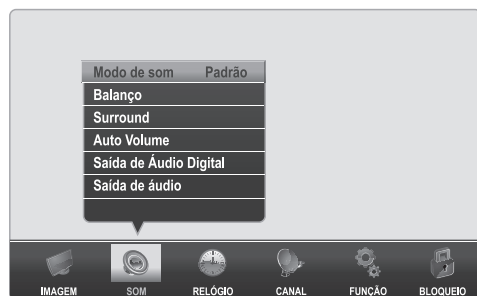 Modo de som Padrão
Balanço
Surround
Auto Volume
Saída de Áudio Digital
Saída de áudio
IMAGEM SOM RELÓGIO CANAL FUNÇÃO BLOQUEIO